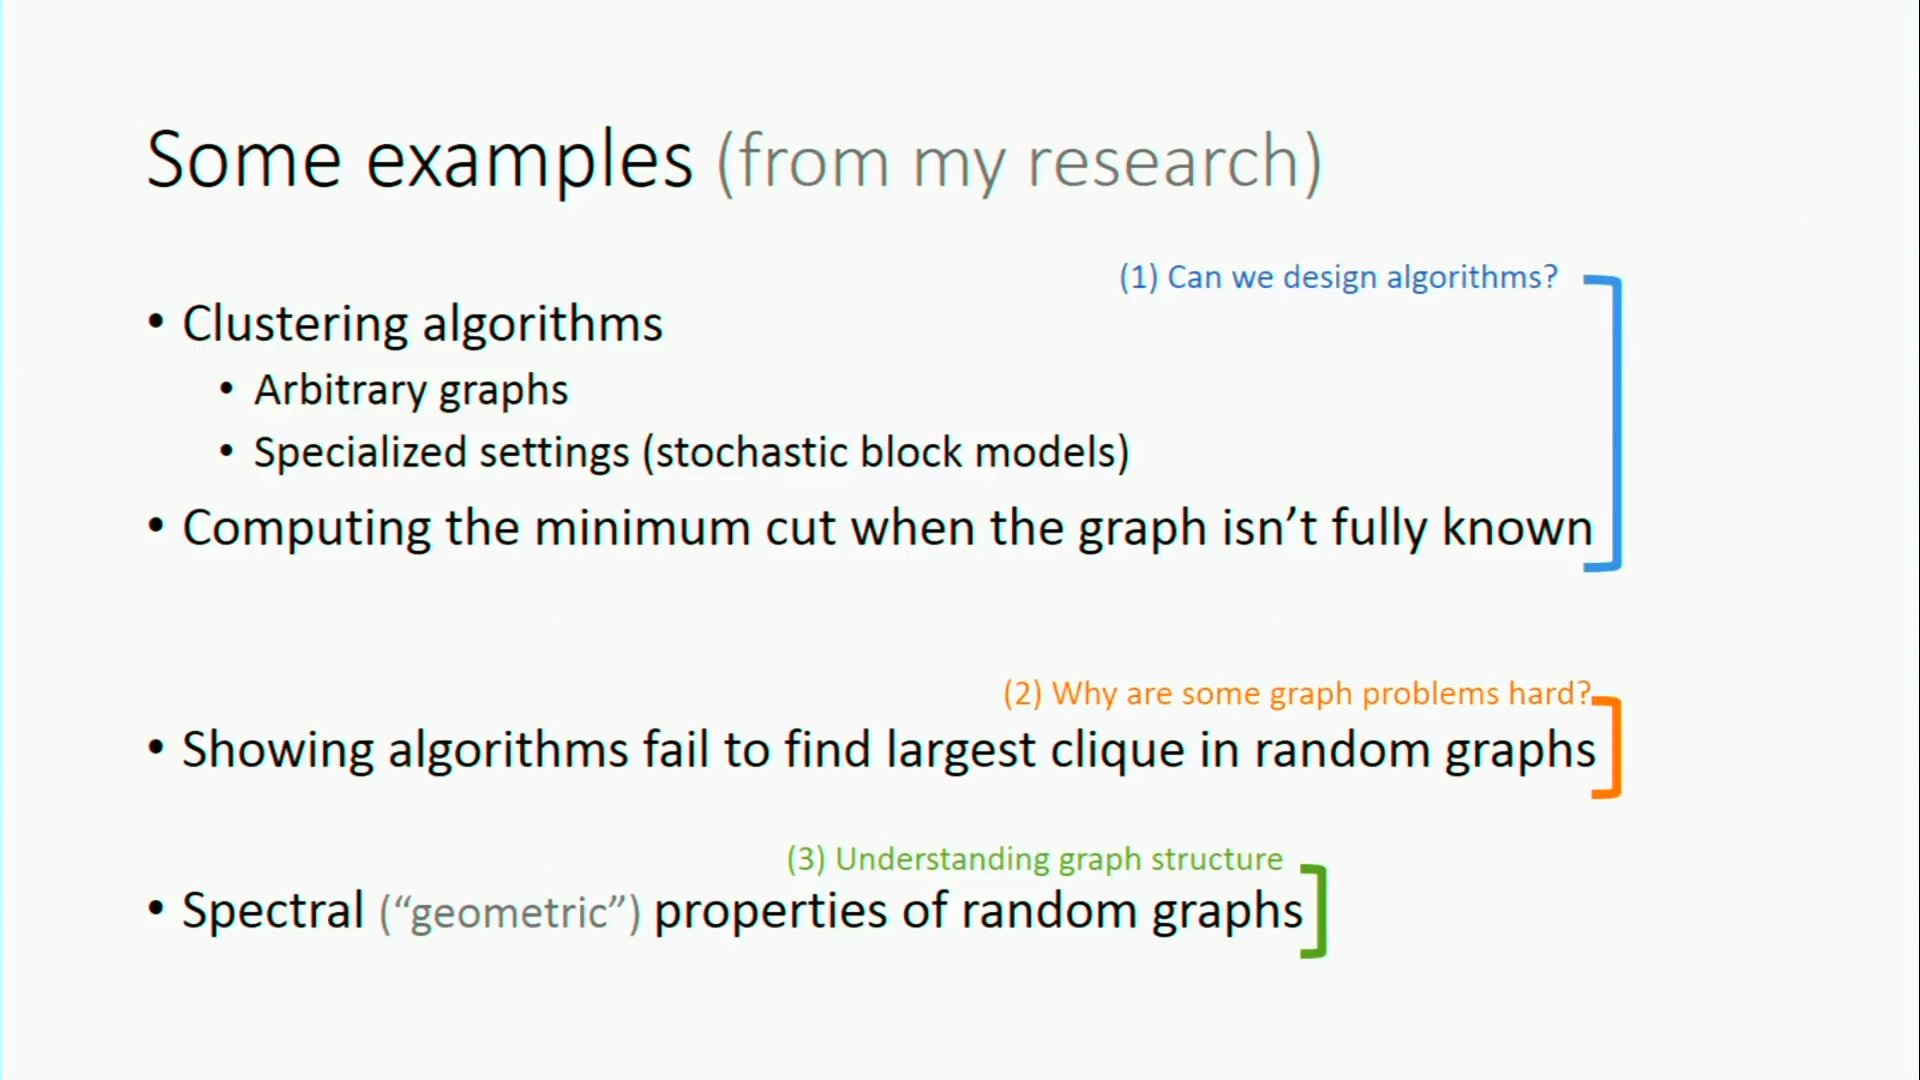 Some examples (from my research)
(1) Can we design algorithms?
• Clustering algorithms
• Arbitrary graphs
• Specialized settings (stochastic block models)
• Computing the minimum cut when the graph isn’t fully known
(2) Why are some graph problems hard?
• Showing algorithms fail to find largest clique in random graphs
(3) Understanding graph structure
• Spectral (“geometric”) properties of random graphs